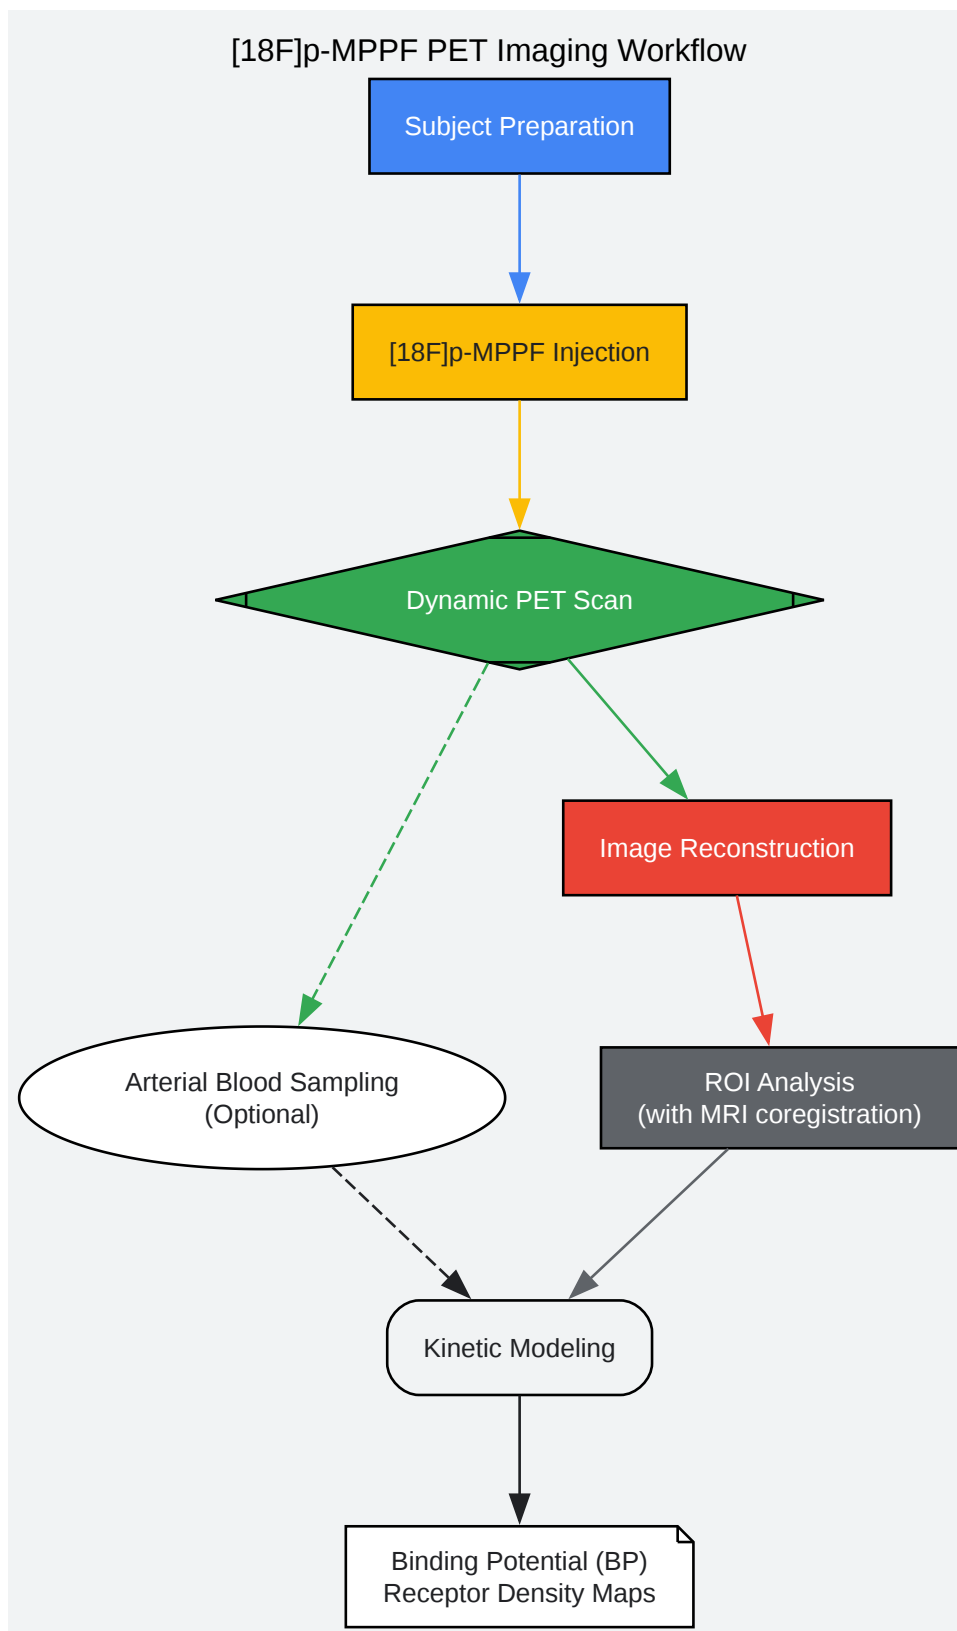 [18F]p-MPPF PET Imaging Workflow
Subject Preparation
[18F]p-MPPF Injection
Dynamic PET Scan
Image Reconstruction
Arterial Blood Sampling
(Optional)
ROI Analysis
(with MRI coregistration)
Kinetic Modeling
Binding Potential (BP)
Receptor Density Maps